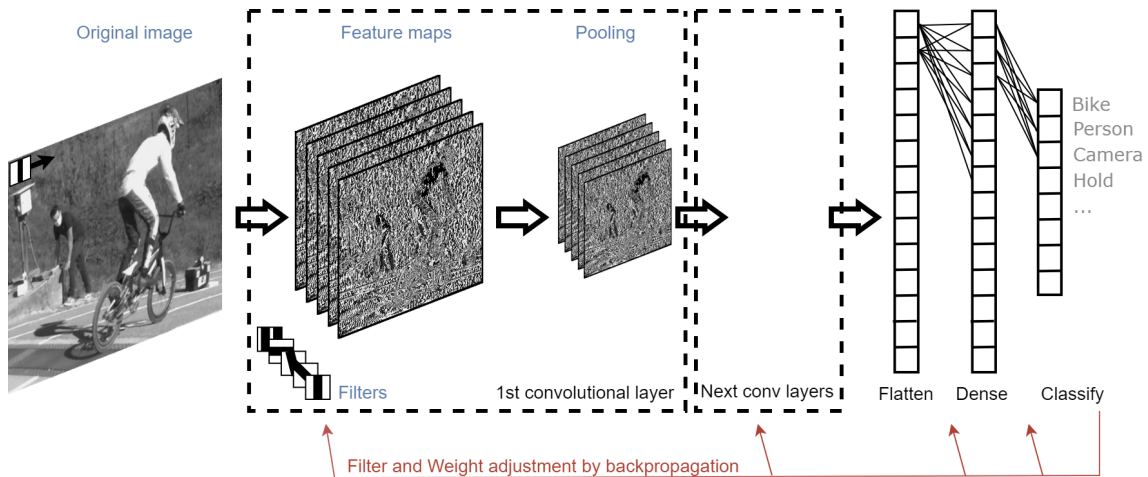 Original image
Feature maps
Pooling
Bike
Person
Camera
Hold
...
Filters
1st convolutional layer
Next conv layers
Flatten
Dense
Classify
Filter and Weight adjustment by backpropagation